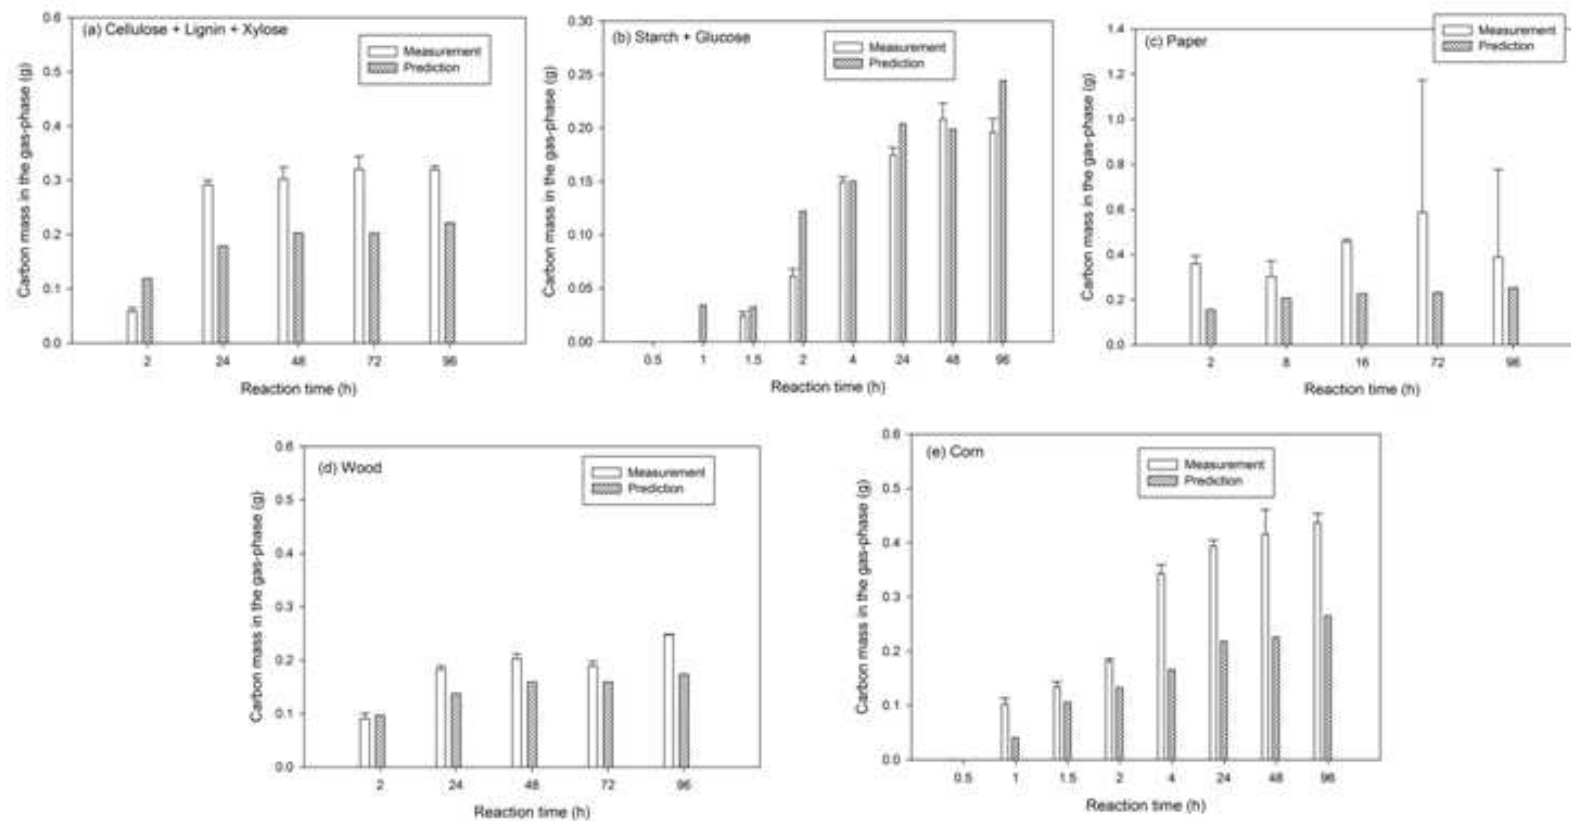 (a) Cellulose + Lignin + Xylose
Measurement
Prediction
Carbon mass in the gas-phase (g)
0.6
0.5
0.4
0.3
0.2
0.1
0.0
2 24 48 72 96
Reaction time (h)
(b) Starch + Glucose
Measurement
Prediction
Carbon mass in the gas-phase (g)
0.30
0.25
0.20
0.15
0.10
0.05
0.00
0.5 1 1.5 2 4 24 48 96
Reaction time (h)
(c) Paper
Measurement
Prediction
Carbon mass in the gas-phase (g)
1.4
1.2
1.0
0.8
0.6
0.4
0.2
0.0
2 8 16 72 96
Reaction time (h)
(d) Wood
Measurement
Prediction
Carbon mass in the gas-phase (g)
0.6
0.5
0.4
0.3
0.2
0.1
0.0
2 24 48 72 96
Reaction time (h)
(e) Corn
Measurement
Prediction
Carbon mass in the gas-phase (g)
0.6
0.5
0.4
0.3
0.2
0.1
0.0
0.5 1 1.5 2 4 24 48 96
Reaction time (h)